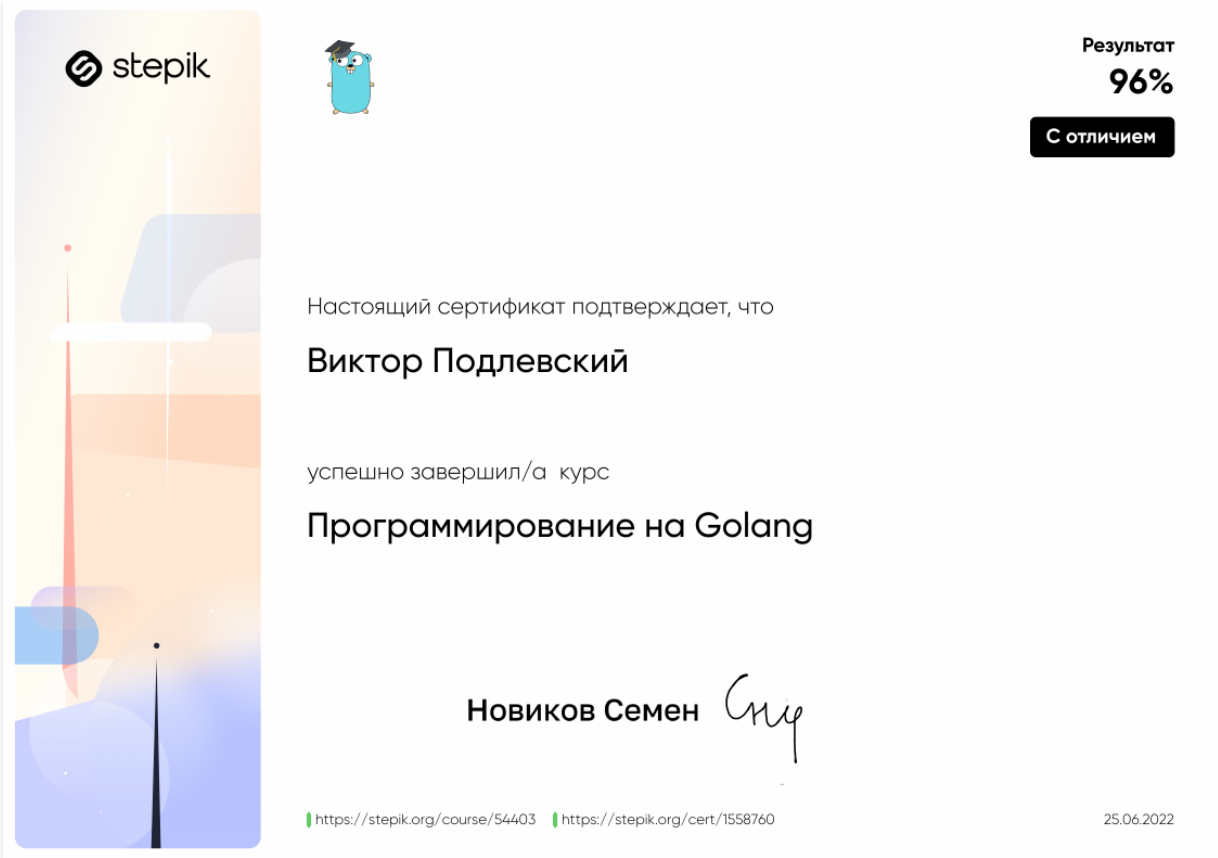 stepik
Результат
96%
С отличием
Настоящий сертификат подтверждает, что
Виктор Подлевский
успешно завершил/а  курс
Программирование на Golang
Новиков Семен
https://stepik.org/course/54403
https://stepik.org/cert/1558760
25.06.2022